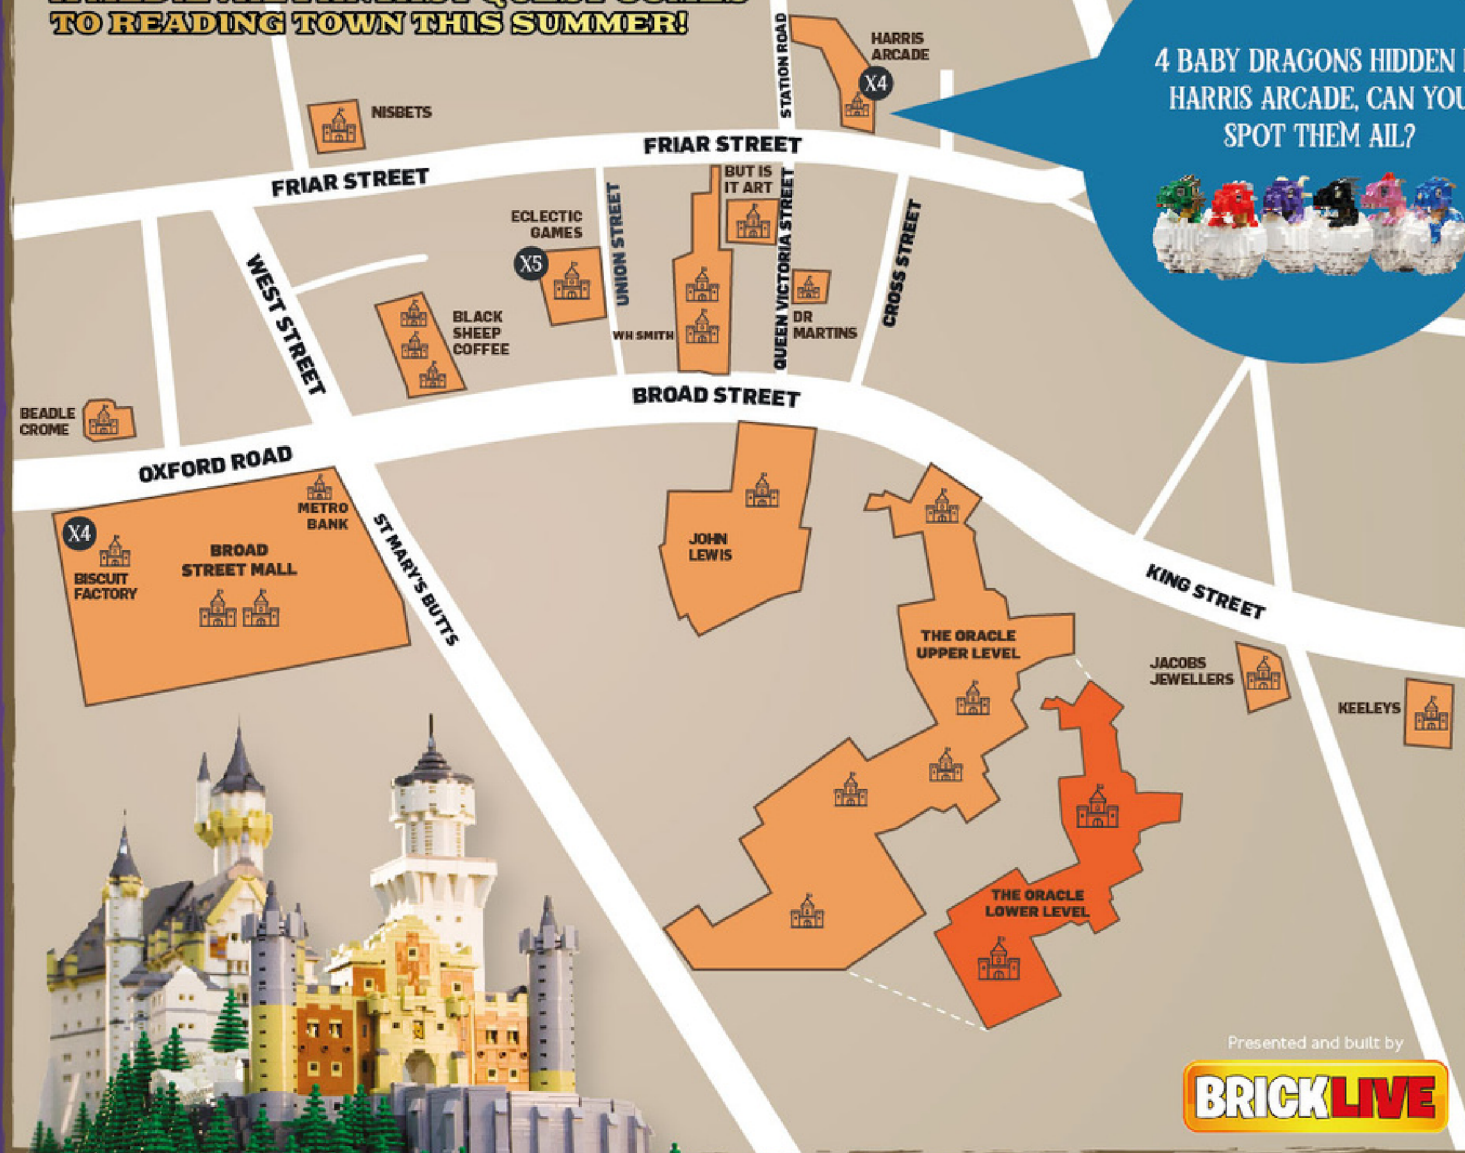 TO READING TOWN THIS SUMMER!
STATION ROAD
HARRIS
ARCADE
X4
4 BABY DRAGONS HIDDEN
HARRIS ARCADE, CAN YOU
SPOT THEM AIL?
NISBETS
FRIAR STREET
FRIAR STREET
BUT IS
IT ART
ECLECTIC
GAMES
X5
UNION STREET
QUEEN VICTORIA STREET
CROSS STREET
WEST STREET
BLACK
SHEEP
COFFEE
WH SMITH
DR
MARTINS
BROAD STREET
BEADLE
CROME
OXFORD ROAD
METRO
BANK
X4
BISCUIT
FACTORY
BROAD
STREET MALL
ST MARY'S BUTTS
JOHN
LEWIS
KING STREET
THE ORACLE
UPPER LEVEL
JACOBS
JEWELLERS
KEELEYS
THE ORACLE
LOWER LEVEL
Presented and built by
BRICKLIVE